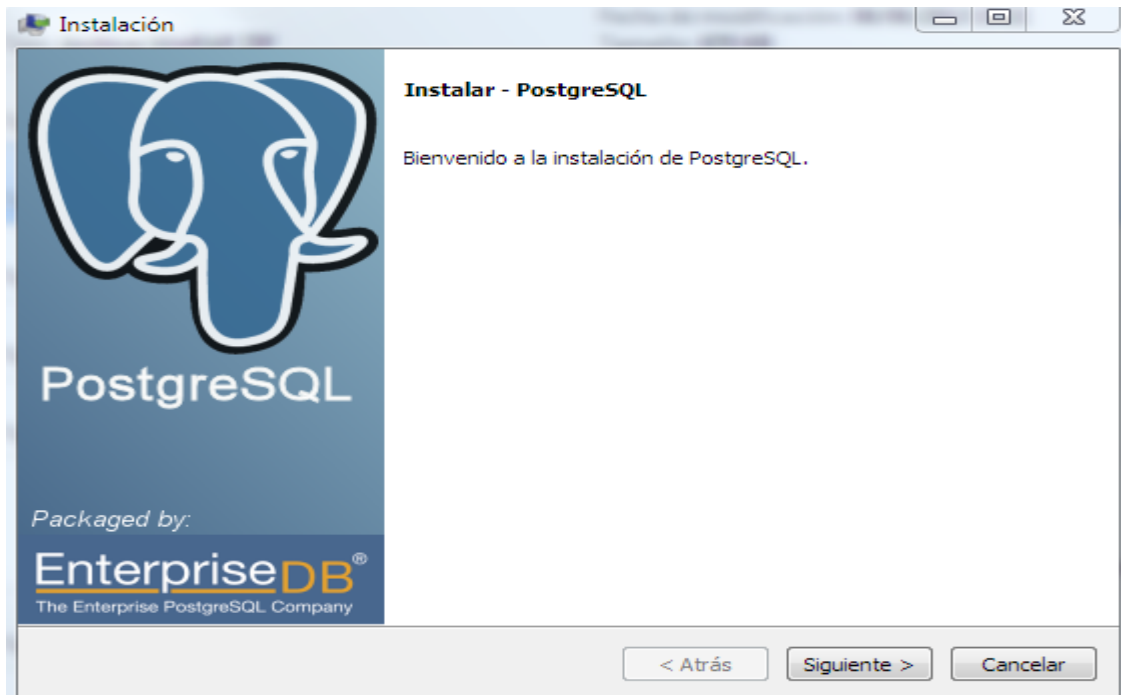 Instalación
Instalar - PostgreSQL
Bienvenido a la instalación de PostgreSQL.
PostgreSQL
Packaged by:
EnterpriseDB®
The Enterprise PostgreSQL Company
< Atrás
Siguiente >
Cancelar